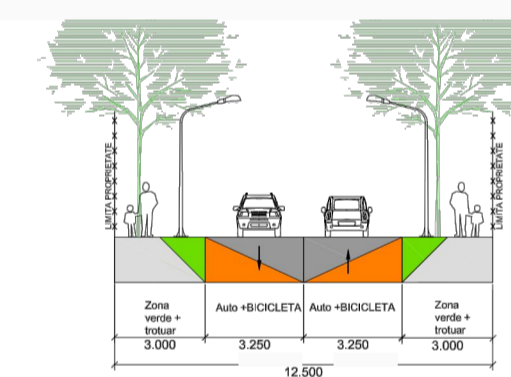 LIMITA PROPRIETATE
LIMITA PROPRIETATE
Zona
verde +
trotuar
Auto +BICICLETA
Auto +BICICLETA
Zona
verde +
trotuar
3.000
3.250
3.250
3.000
12.500